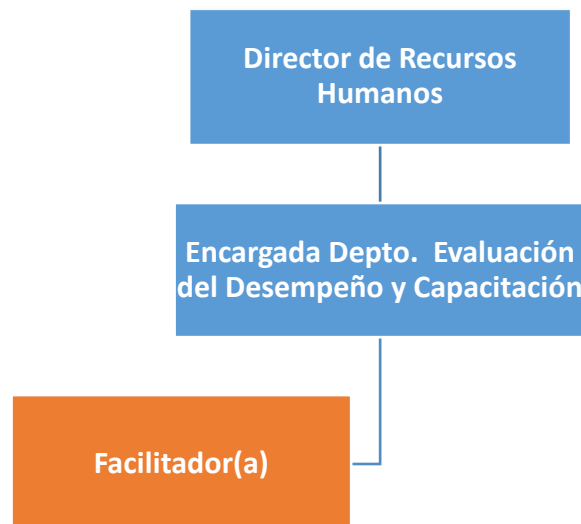 Director de Recursos
Humanos
Encargada Depto. Evaluación
del Desempeño y Capacitación
Facilitador(a)